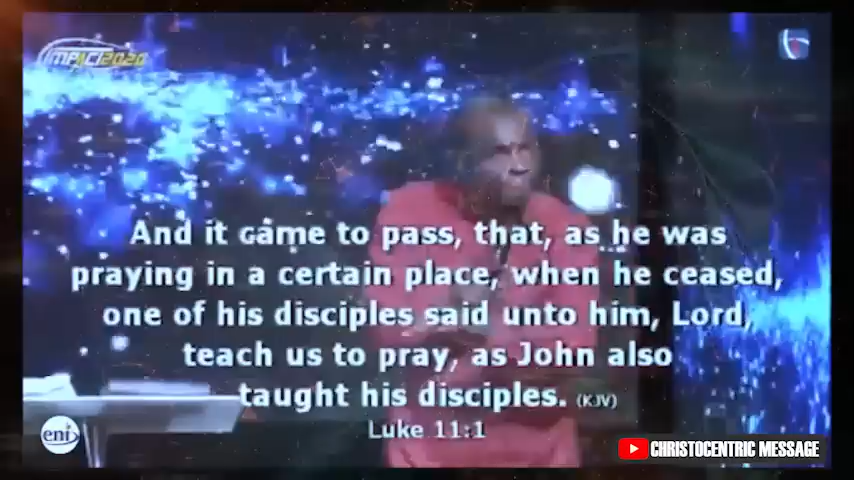 IMPACT2020
And it came to pass, that, as he was
praying in a certain place, when he ceased,
one of his disciples said unto him, Lord,
teach us to pray, as John also
taught his disciples. (KJV)
Luke 11:1
eni
CHRISTOCENTRIC MESSAGE